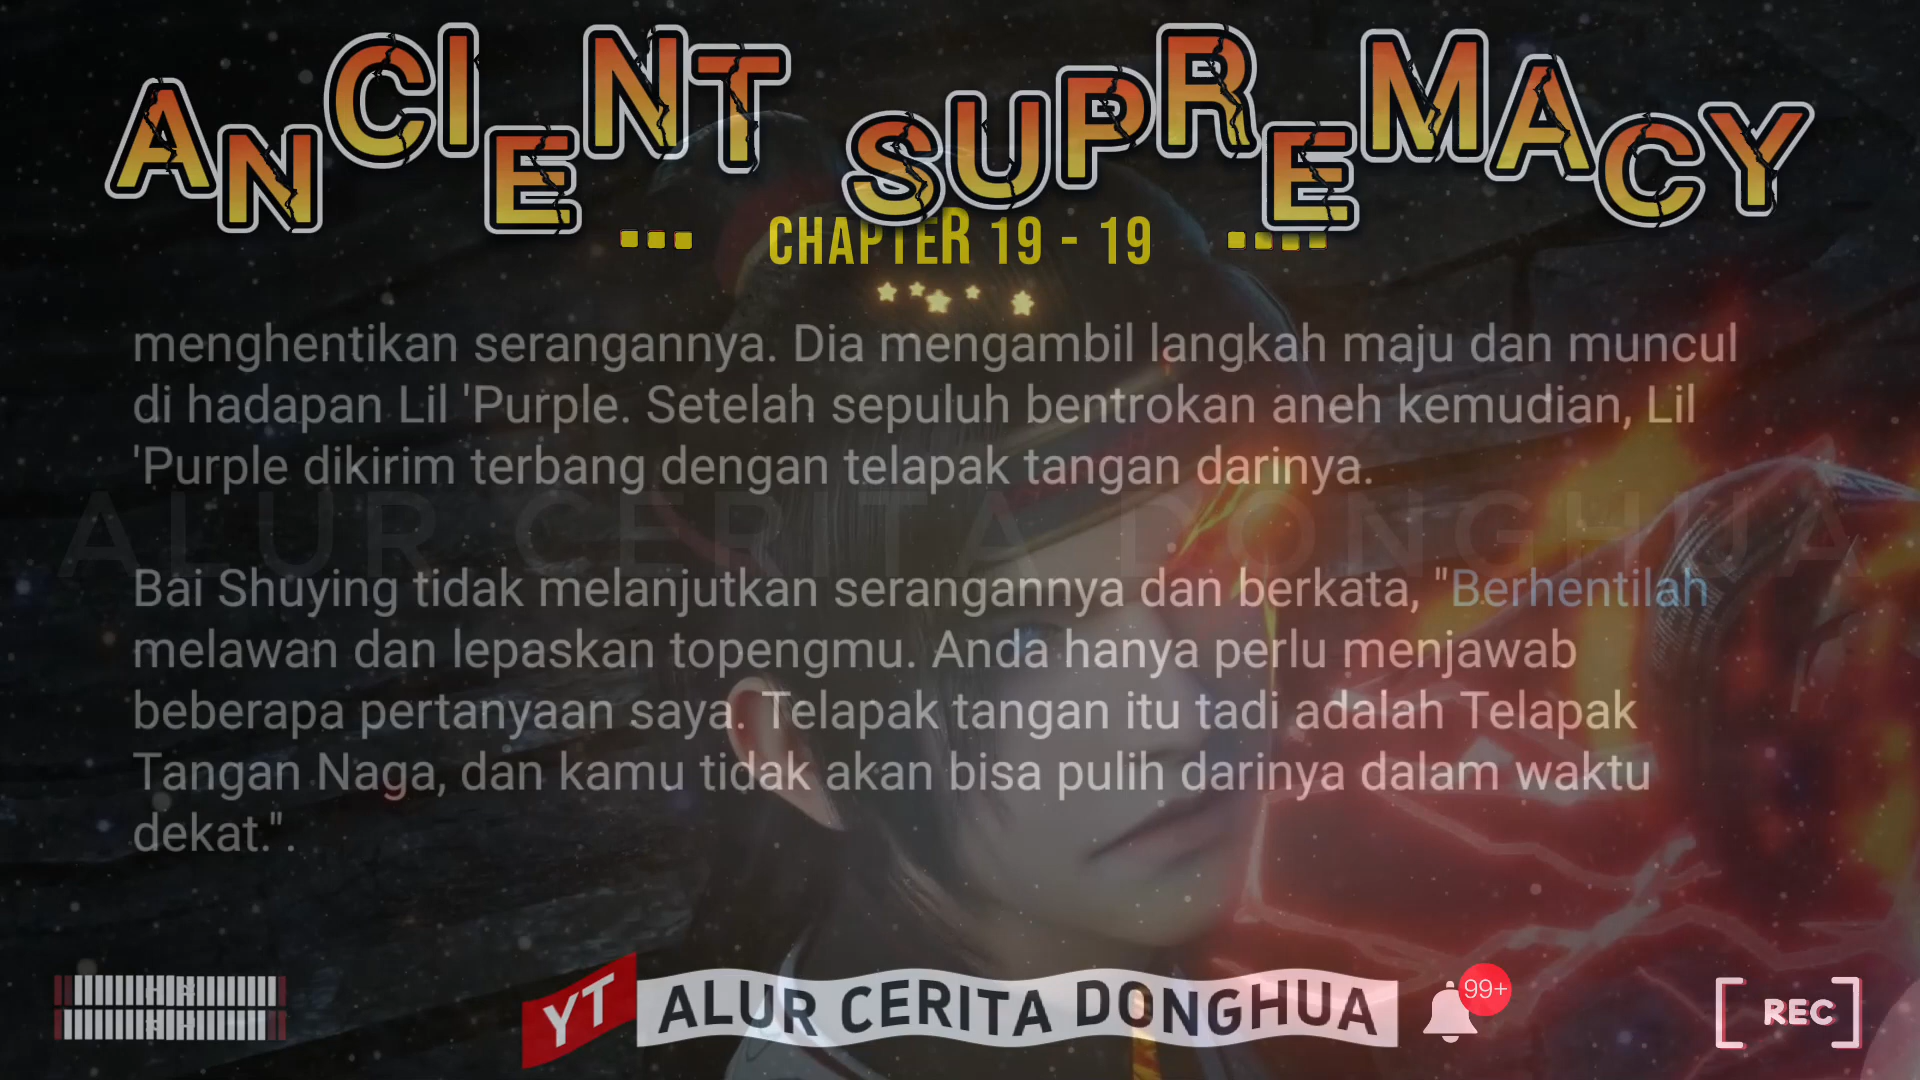 ANCIENT SUPREMACY
CHAPTER 19 - 19
menghentikan serangannya. Dia mengambil langkah maju dan muncul
di hadapan Lil 'Purple. Setelah sepuluh bentrokan aneh kemudian, Lil
'Purple dikirim terbang dengan telapak tangan darinya.
ALUR CERITA DONGHUA
Bai Shuying tidak melanjutkan serangannya dan berkata, "Berhentilah
melawan dan lepaskan topengmu. Anda hanya perlu menjawab
beberapa pertanyaan saya. Telapak tangan itu tadi adalah Telapak
Tangan Naga, dan kamu tidak akan bisa pulih darinya dalam waktu
dekat.".
YT ALUR CERITA DONGHUA 99+
[ REC ]